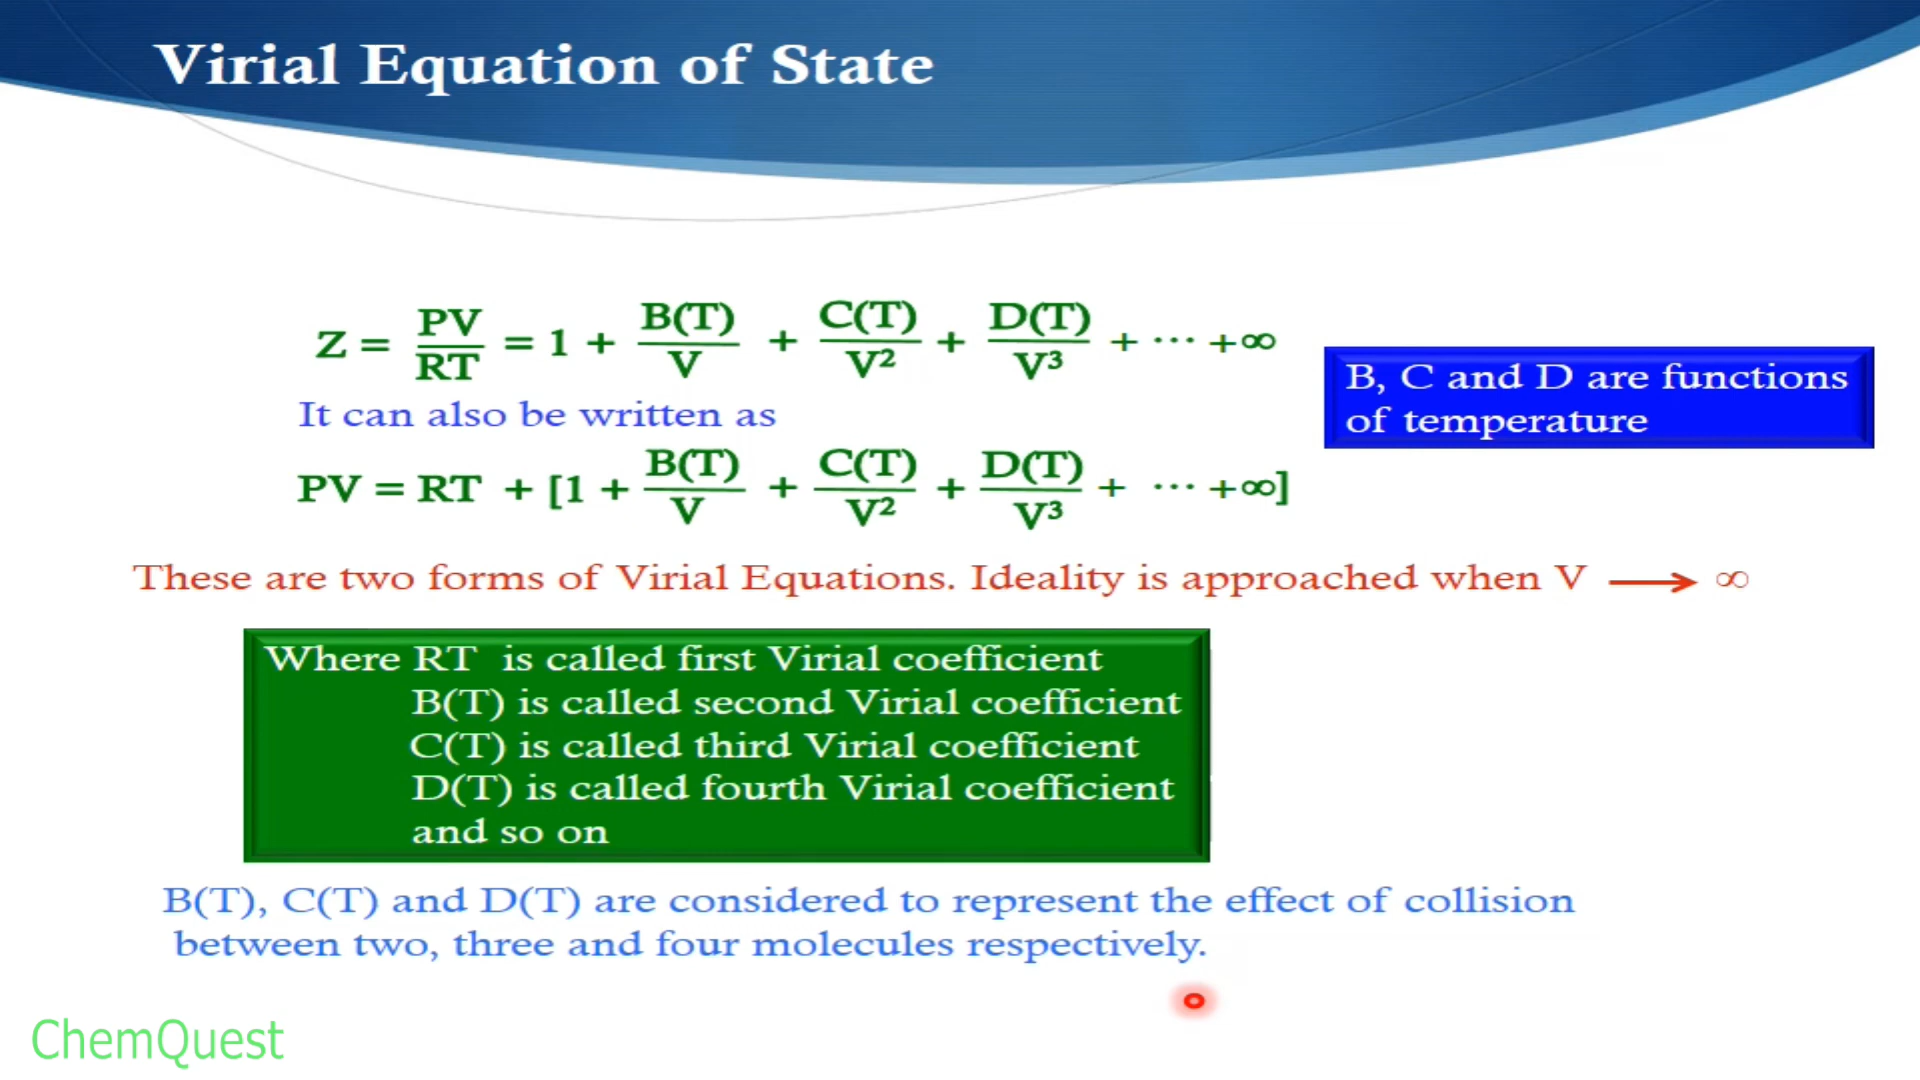 Virial Equation of State
Z = PV/RT = 1 + B(T)/V + C(T)/V² + D(T)/V³ + ··· +∞
It can also be written as
PV = RT + [1 + B(T)/V + C(T)/V² + D(T)/V³ + ··· +∞]
B, C and D are functions
of temperature
These are two forms of Virial Equations. Ideality is approached when V ⟶ ∞
Where RT is called first Virial coefficient
B(T) is called second Virial coefficient
C(T) is called third Virial coefficient
D(T) is called fourth Virial coefficient
and so on
B(T), C(T) and D(T) are considered to represent the effect of collision
between two, three and four molecules respectively.
ChemQuest